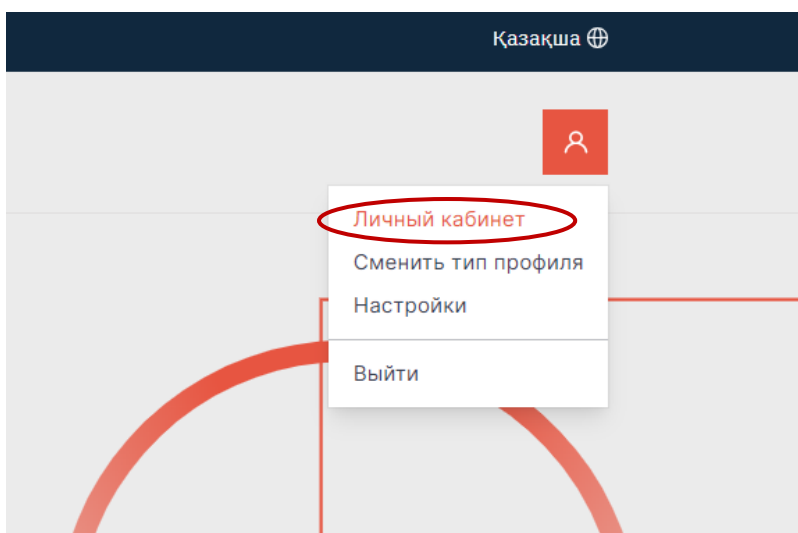 Қазақша
Личный кабинет
Сменить тип профиля
Настройки
Выйти